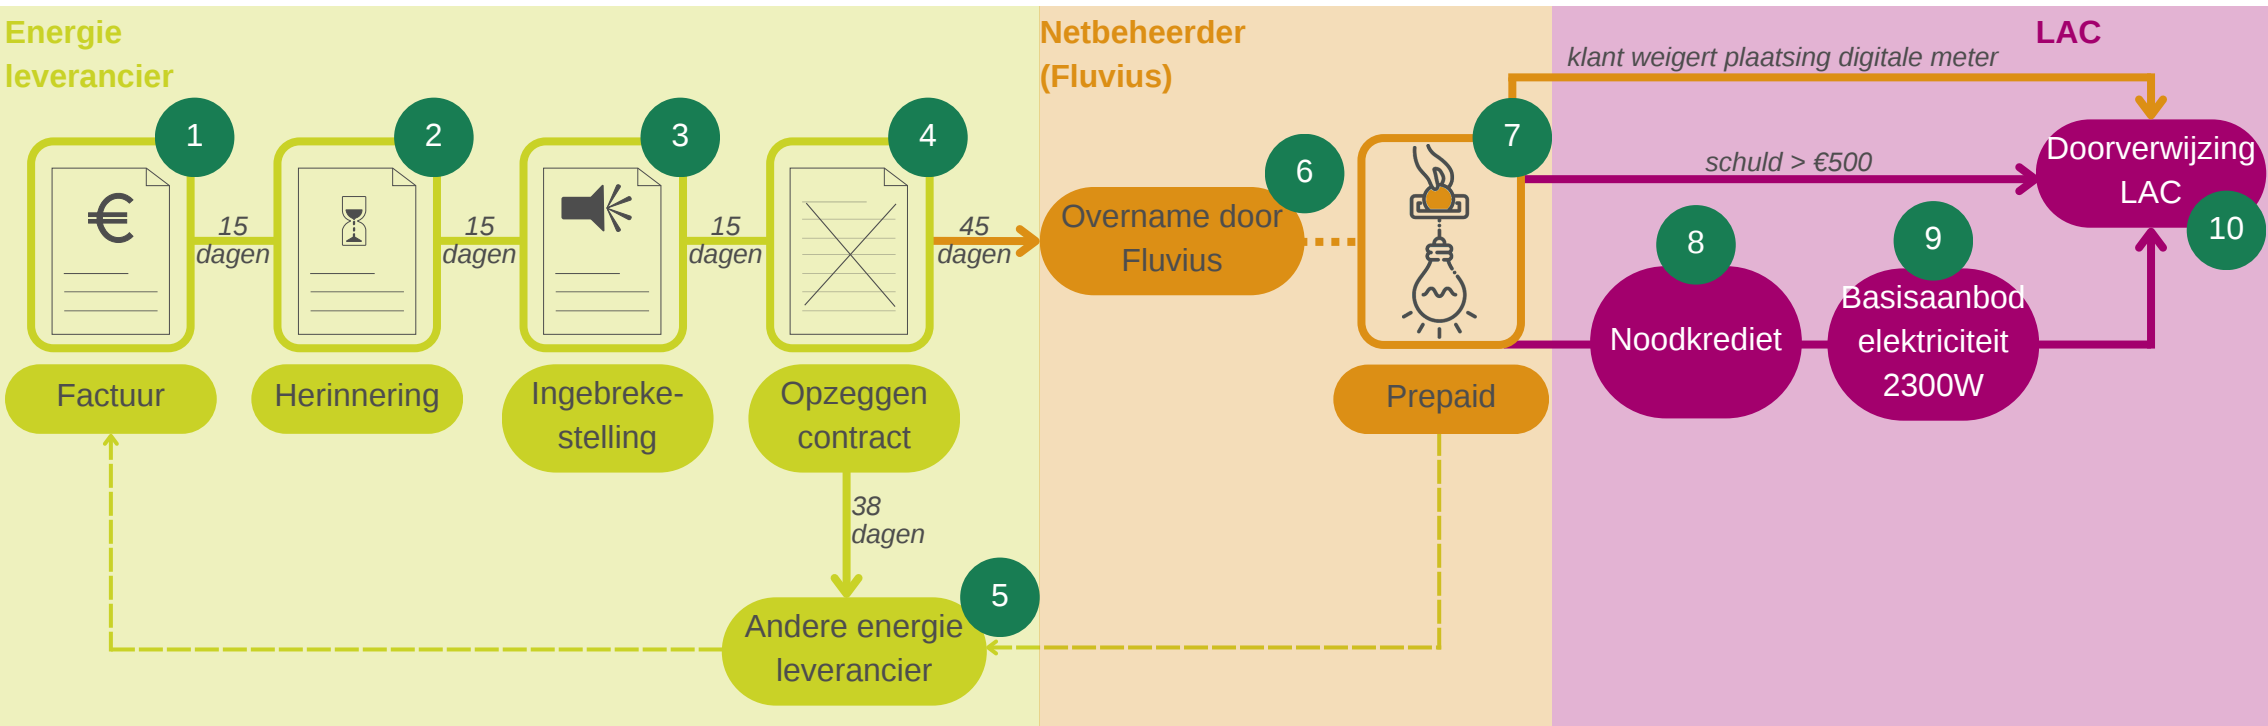 Energie
leverancier
Netbeheerder
(Fluvius)
LAC
klant weigert plaatsing digitale meter
1
2
3
4
6
7
schuld > €500
Doorverwijzing
LAC
10
15
dagen
15
dagen
15
dagen
45
dagen
Overname door
Fluvius
8
9
Noodkrediet
Basisaanbod
elektriciteit
2300W
Factuur
Herinnering
Ingebreke-
stelling
Opzeggen
contract
Prepaid
38
dagen
5
Andere energie
leverancier